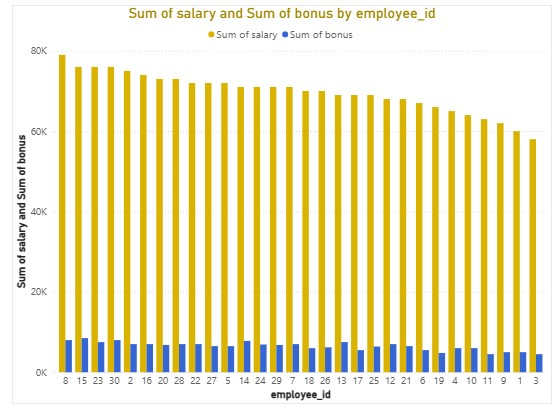 Sum of salary and Sum of bonus by employee_id
Sum of salary Sum of bonus
80K
60K
40K
20K
0K
Sum of salary and Sum of bonus
8 15 23 30 2 16 20 28 22 27 5 14 24 29 7 18 26 13 17 25 12 21 6 19 4 10 11 9 1 3
employee_id